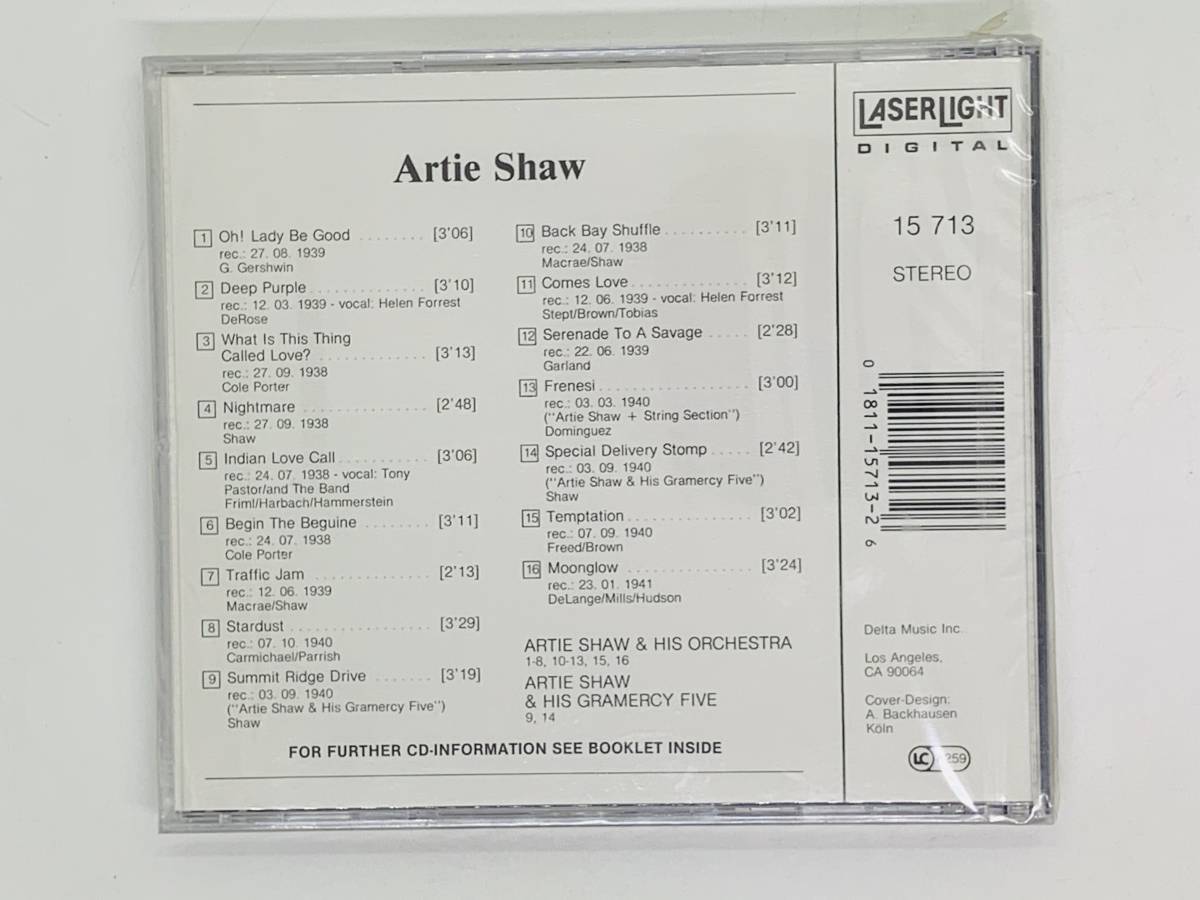 Artie Shaw
1 Oh! Lady Be Good ........ [3'06]
rec.: 27. 08. 1939
G. Gershwin
2 Deep Purple ............. [3'10]
rec.: 12. 03. 1939 - vocal: Helen Forrest
DeRose
3 What Is This Thing
Called Love? ............ [3'13]
rec.: 27. 09. 1938
Cole Porter
4 Nightmare .............. [2'48]
rec.: 27. 09. 1938
Shaw
5 Indian Love Call .......... [3'06]
rec.: 24. 07. 1938 - vocal: Tony
Pastor/and The Band
Friml/Harbach/Hammerstein
6 Begin The Beguine ........ [3'11]
rec.: 24. 07. 1938
Cole Porter
7 Traffic Jam ............. [2'13]
rec.: 12. 06. 1939
Macrae/Shaw
8 Stardust ................ [3'29]
rec.: 07. 10. 1940
Carmichael/Parrish
9 Summit Ridge Drive ....... [3'19]
rec.: 03. 09. 1940
("Artie Shaw & His Gramercy Five")
Shaw
10 Back Bay Shuffle .......... [3'11]
rec.: 24. 07. 1938
Macrae/Shaw
11 Comes Love ............. [3'12]
rec.: 12. 06. 1939 - vocal: Helen Forrest
Stept/Brown/Tobias
12 Serenade To A Savage ..... [2'28]
rec.: 22. 06. 1939
Garland
13 Frenesi .................. [3'00]
rec.: 03. 03. 1940
("Artie Shaw + String Section")
Dominguez
14 Special Delivery Stomp ..... [2'42]
rec.: 03. 09. 1940
("Artie Shaw & His Gramercy Five")
Shaw
15 Temptation ............... [3'02]
rec.: 07. 09. 1940
Freed/Brown
16 Moonglow ............... [3'24]
rec.: 23. 01. 1941
DeLange/Mills/Hudson
ARTIE SHAW & HIS ORCHESTRA
1-8, 10-13, 15, 16
ARTIE SHAW
& HIS GRAMERCY FIVE
9, 14
FOR FURTHER CD-INFORMATION SEE BOOKLET INSIDE
LASERLIGHT
DIGITAL
15 713
STEREO
0 1811-15713-2 6
Delta Music Inc.
Los Angeles,
CA 90064
Cover-Design:
A. Backhausen
Köln
LC